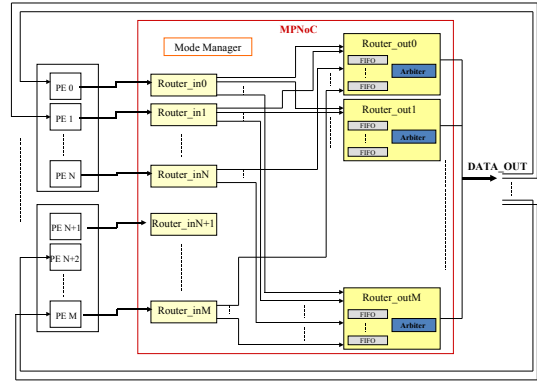 MPNoC
Mode Manager
Router_out0
FIFO
Arbiter
FIFO
PE 0
Router_in0
PE 1
Router_in1
Router_out1
FIFO
Arbiter
FIFO
PE N
Router_inN
DATA_OUT
PE N+1
Router_inN+1
PE N+2
PE M
Router_inM
Router_outM
FIFO
Arbiter
FIFO